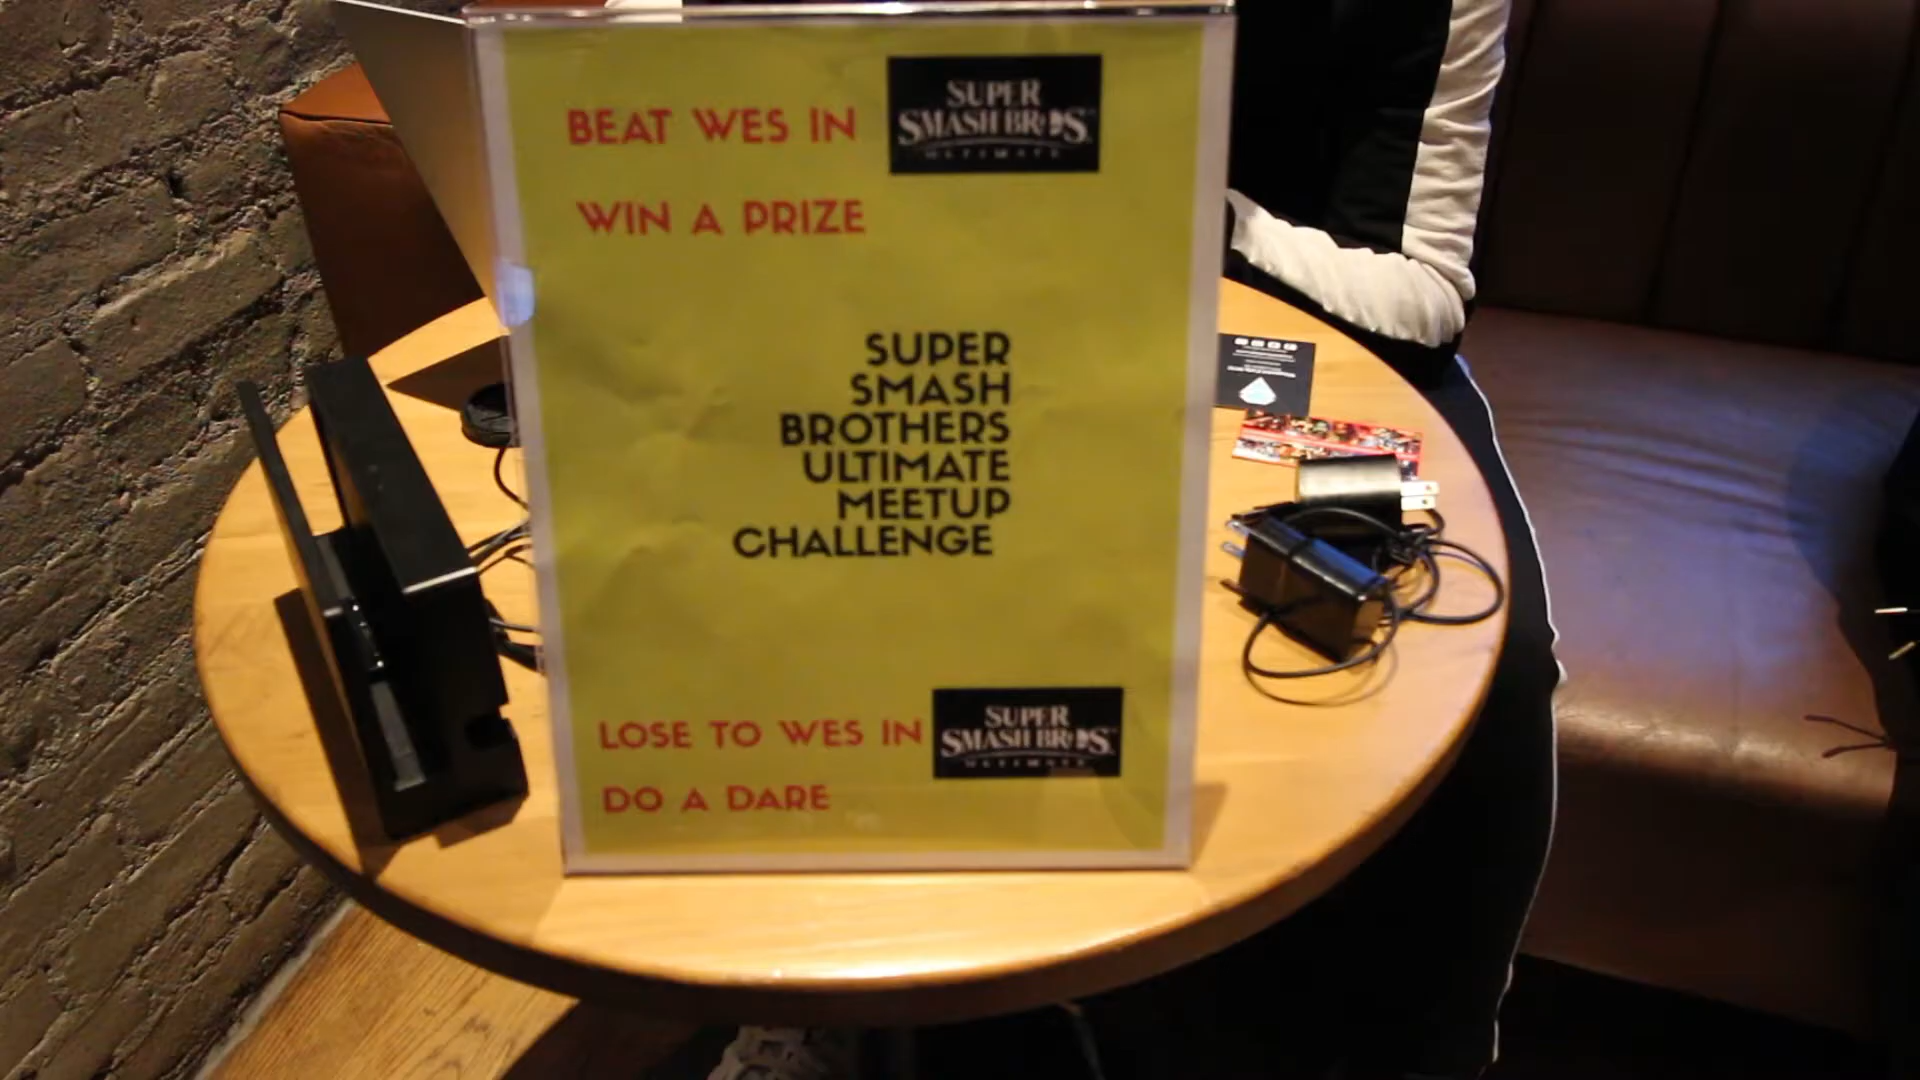 BEAT WES IN SUPER SMASH BROS. ULTIMATE
WIN A PRIZE
SUPER
SMASH
BROTHERS
ULTIMATE
MEETUP
CHALLENGE
LOSE TO WES IN SUPER SMASH BROS. ULTIMATE
DO A DARE